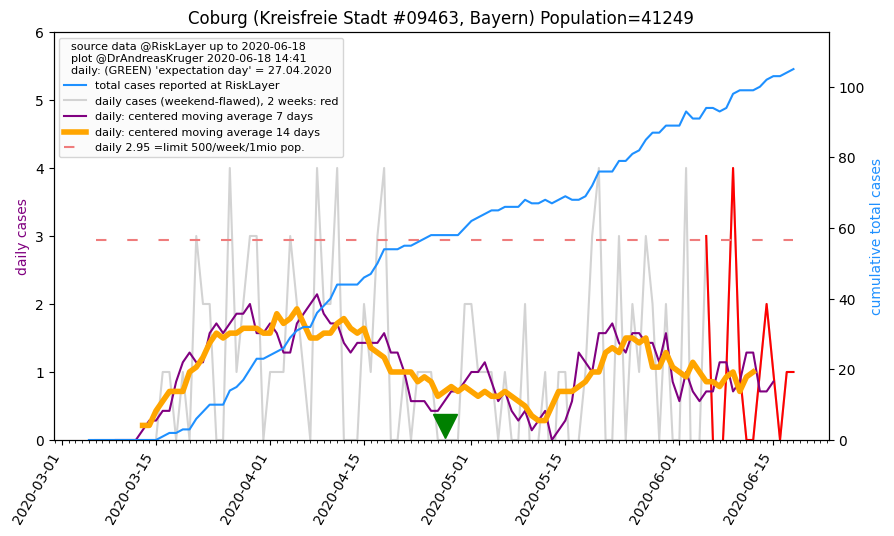 Coburg (Kreisfreie Stadt #09463, Bayern) Population=41249
source data @RiskLayer up to 2020-06-18
plot @DrAndreasKruger 2020-06-18 14:41
daily: (GREEN) 'expectation day' = 27.04.2020
total cases reported at RiskLayer
daily cases (weekend-flawed), 2 weeks: red
daily: centered moving average 7 days
daily: centered moving average 14 days
daily 2.95 =limit 500/week/1mio pop.
daily cases
6
5
4
3
2
1
0
cumulative total cases
100
80
60
40
20
0
2020-03-01
2020-03-15
2020-04-01
2020-04-15
2020-05-01
2020-05-15
2020-06-01
2020-06-15